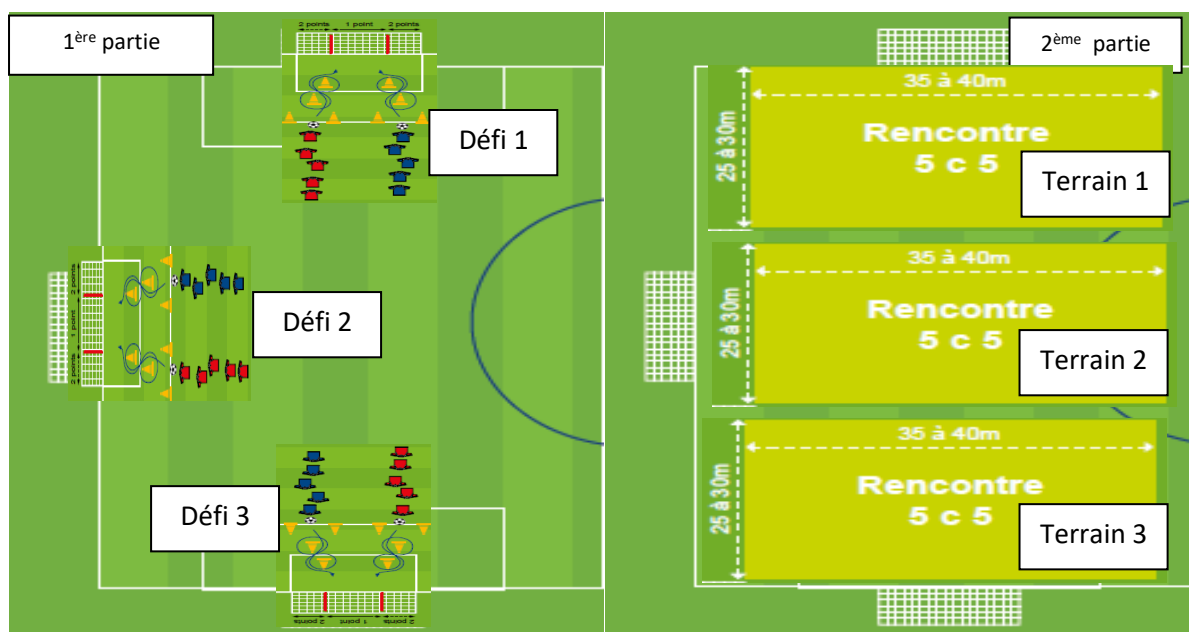 1ère partie
2 points 1 point 2 points
Défi 1
2 points 1 point 2 points
Défi 2
Défi 3
2 points 1 point 2 points
2ème partie
35 à 40m
25 à 30m
Rencontre
5 c 5
Terrain 1
35 à 40m
25 à 30m
Rencontre
5 c 5
Terrain 2
35 à 40m
25 à 30m
Rencontre
5 c 5
Terrain 3